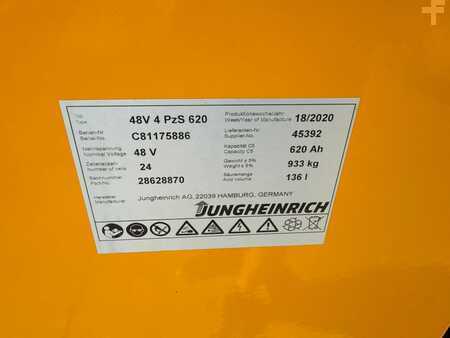 Typ
Type
48V 4 PzS 620
Produktionswoche/Jahr
Week/Year of Manufacture
18/2020
Serien-Nr.
Serial-No.
C81175886
Lieferanten-Nr.
Supplier-No.
45392
Nennspannung
Nominal Voltage
48 V
Kapazität C5
Capacity C5
620 Ah
Zellenanzahl
Number of cells
24
Gewicht ± 5%
Weight ± 5%
933 kg
Sachnummer
Part-No.
28628870
Säuremenge
Acid volume
136 l
Hersteller
Manufacturer
Jungheinrich AG, 22039 HAMBURG, GERMANY
JUNGHEINRICH